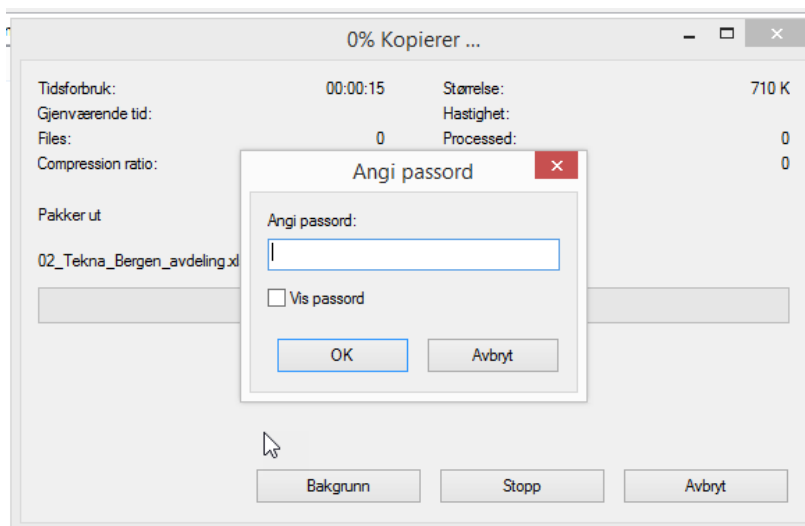 0% Kopierer ...
Tidsforbruk: 00:00:15 Størrelse: 710 K
Gjenværende tid: Hastighet:
Files: 0 Processed: 0
Compression ratio: 0
Angi passord
Pakker ut
Angi passord:
02_Tekna_Bergen_avdeling.xl
Vis passord
OK Avbryt
Bakgrunn Stopp Avbryt